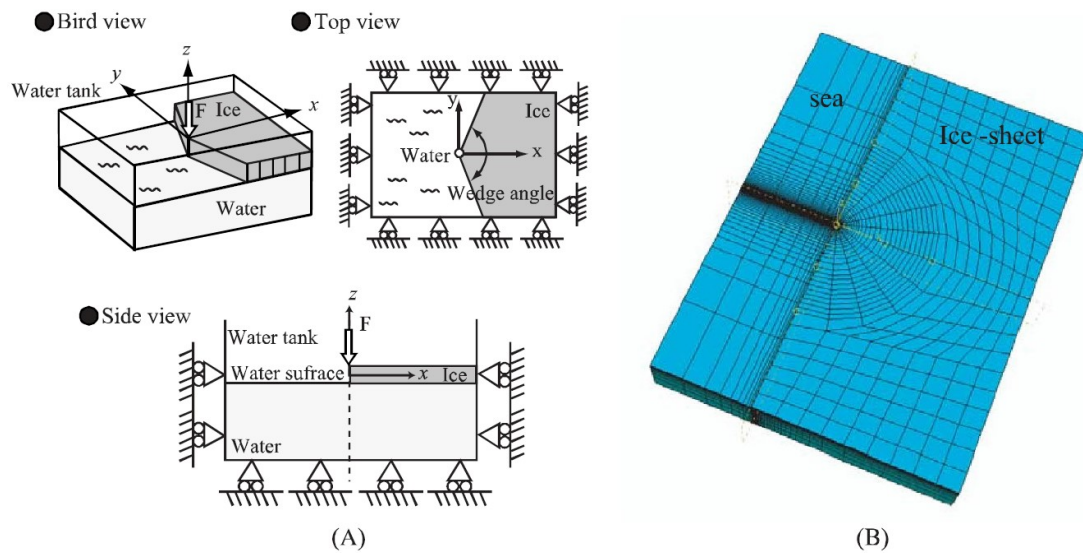 Bird view
z
y
Water tank
F
Ice
x
Water
Top view
y
Ice
Water
x
Wedge angle
Side view
z
F
Water tank
Water sufrace
x
Ice
Water
(A)
sea
Ice -sheet
(B)